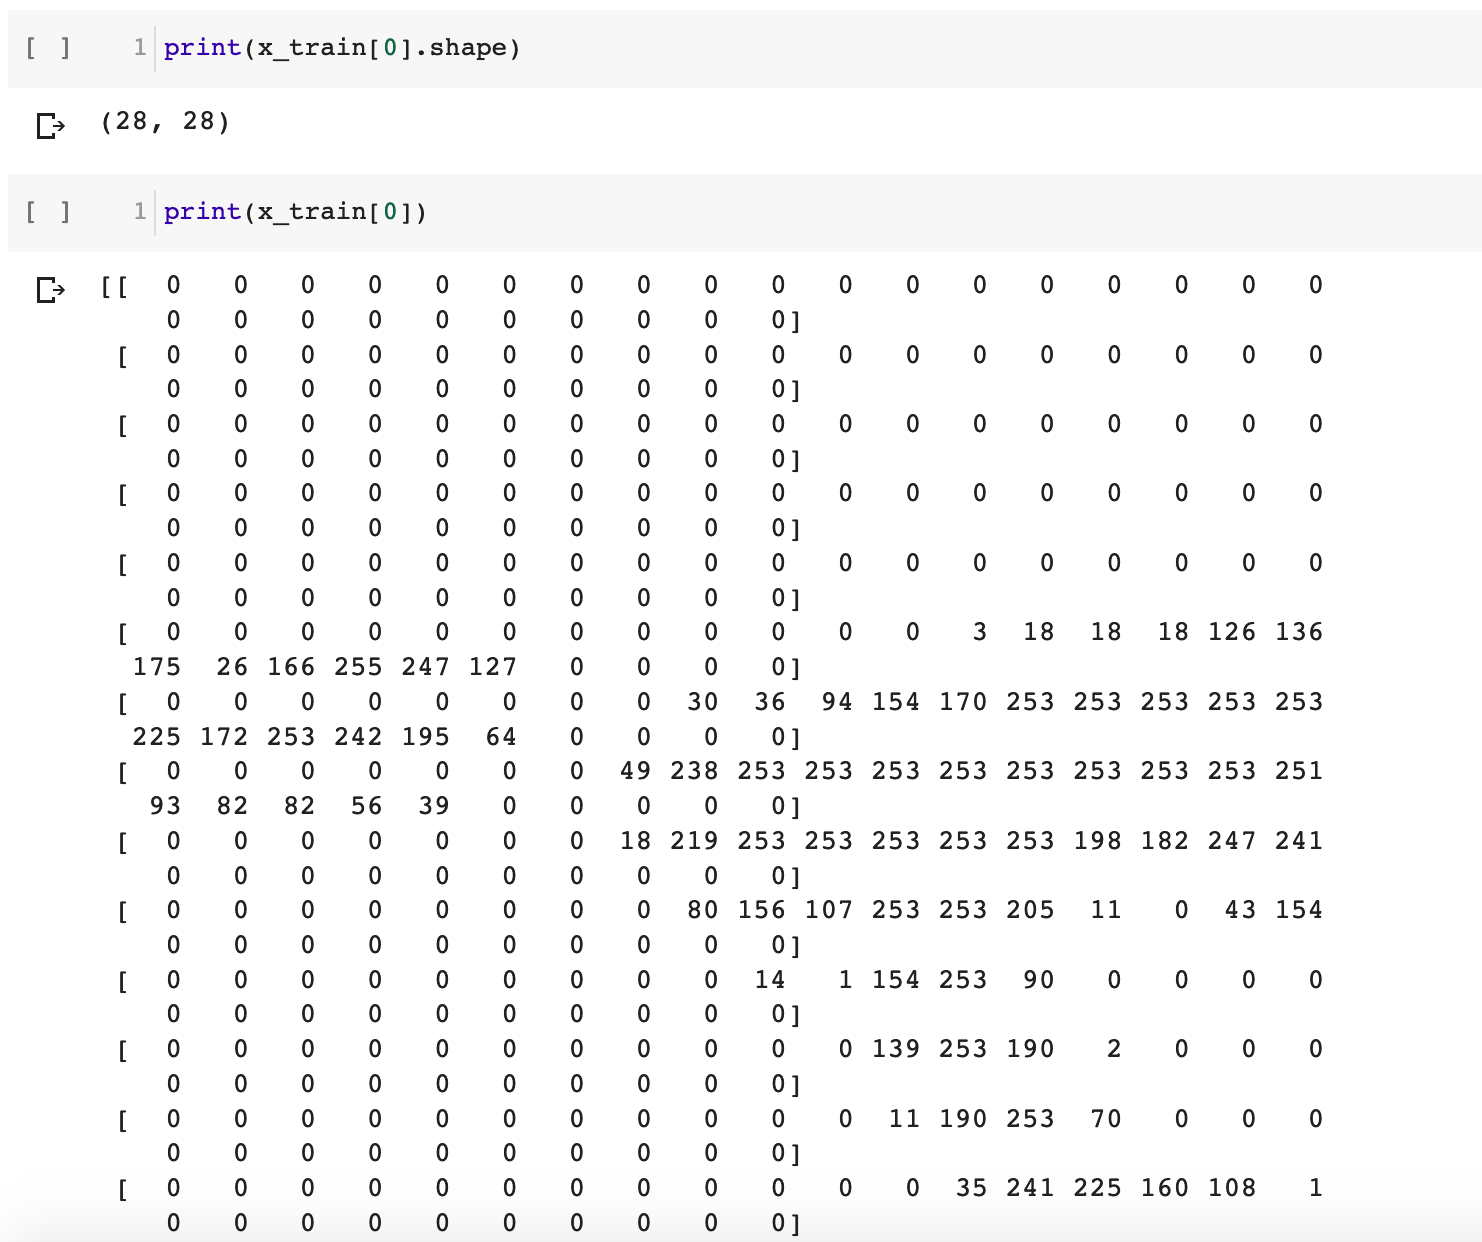 [ ] 1 print(x_train[0].shape)
(28, 28)
[ ] 1 print(x_train[0])
[[ 0 0 0 0 0 0 0 0 0 0 0 0 0 0 0 0 0 0
0 0 0 0 0 0 0 0 0 0]
[ 0 0 0 0 0 0 0 0 0 0 0 0 0 0 0 0 0 0
0 0 0 0 0 0 0 0 0 0]
[ 0 0 0 0 0 0 0 0 0 0 0 0 0 0 0 0 0 0
0 0 0 0 0 0 0 0 0 0]
[ 0 0 0 0 0 0 0 0 0 0 0 0 0 0 0 0 0 0
0 0 0 0 0 0 0 0 0 0]
[ 0 0 0 0 0 0 0 0 0 0 0 0 0 0 0 0 0 0
0 0 0 0 0 0 0 0 0 0]
[ 0 0 0 0 0 0 0 0 0 0 0 0 3 18 18 18 126 136
175 26 166 255 247 127 0 0 0 0]
[ 0 0 0 0 0 0 0 0 30 36 94 154 170 253 253 253 253 253
225 172 253 242 195 64 0 0 0 0]
[ 0 0 0 0 0 0 0 49 238 253 253 253 253 253 253 253 253 251
93 82 82 56 39 0 0 0 0 0]
[ 0 0 0 0 0 0 0 18 219 253 253 253 253 253 198 182 247 241
0 0 0 0 0 0 0 0 0 0]
[ 0 0 0 0 0 0 0 0 80 156 107 253 253 205 11 0 43 154
0 0 0 0 0 0 0 0 0 0]
[ 0 0 0 0 0 0 0 0 0 14 1 154 253 90 0 0 0 0
0 0 0 0 0 0 0 0 0 0]
[ 0 0 0 0 0 0 0 0 0 0 0 139 253 190 2 0 0 0
0 0 0 0 0 0 0 0 0 0]
[ 0 0 0 0 0 0 0 0 0 0 0 11 190 253 70 0 0 0
0 0 0 0 0 0 0 0 0 0]
[ 0 0 0 0 0 0 0 0 0 0 0 0 35 241 225 160 108 1
0 0 0 0 0 0 0 0 0 0]